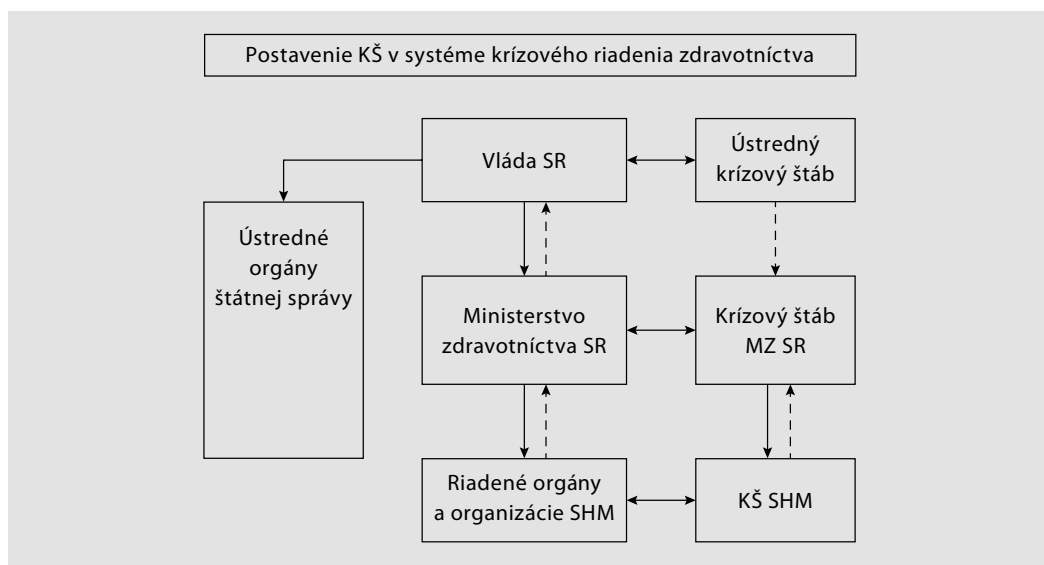 Postavenie KŠ v systéme krízového riadenia zdravotníctva
Vláda SR
Ústredný
krízový štáb
Ústredné
orgány
štátnej správy
Ministerstvo
zdravotníctva SR
Krízový štáb
MZ SR
Riadené orgány
a organizácie SHM
KŠ SHM